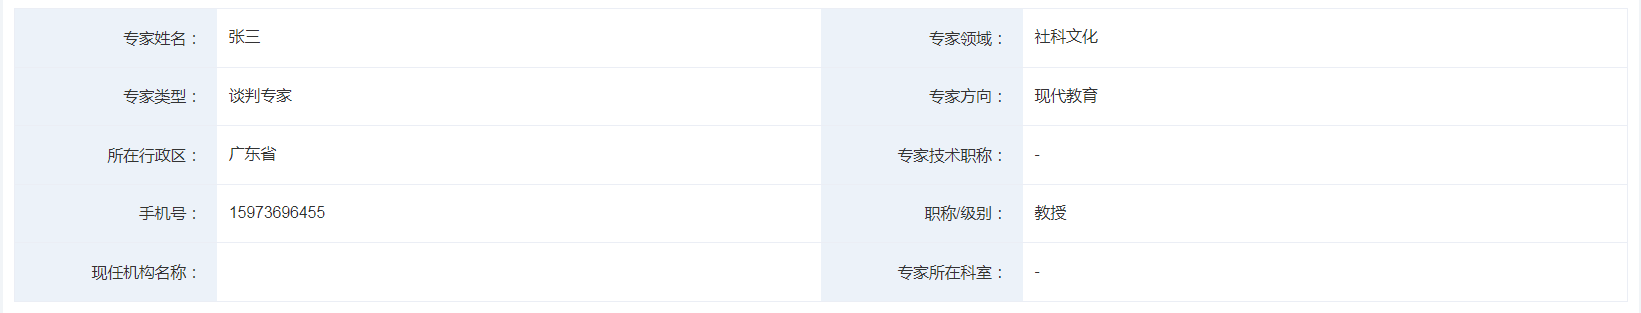 专家姓名： 张三 专家领域： 社科文化
专家类型： 谈判专家 专家方向： 现代教育
所在行政区： 广东省 专家技术职称： -
手机号： 15973696455 职称/级别： 教授
现任机构名称： 专家所在科室： -